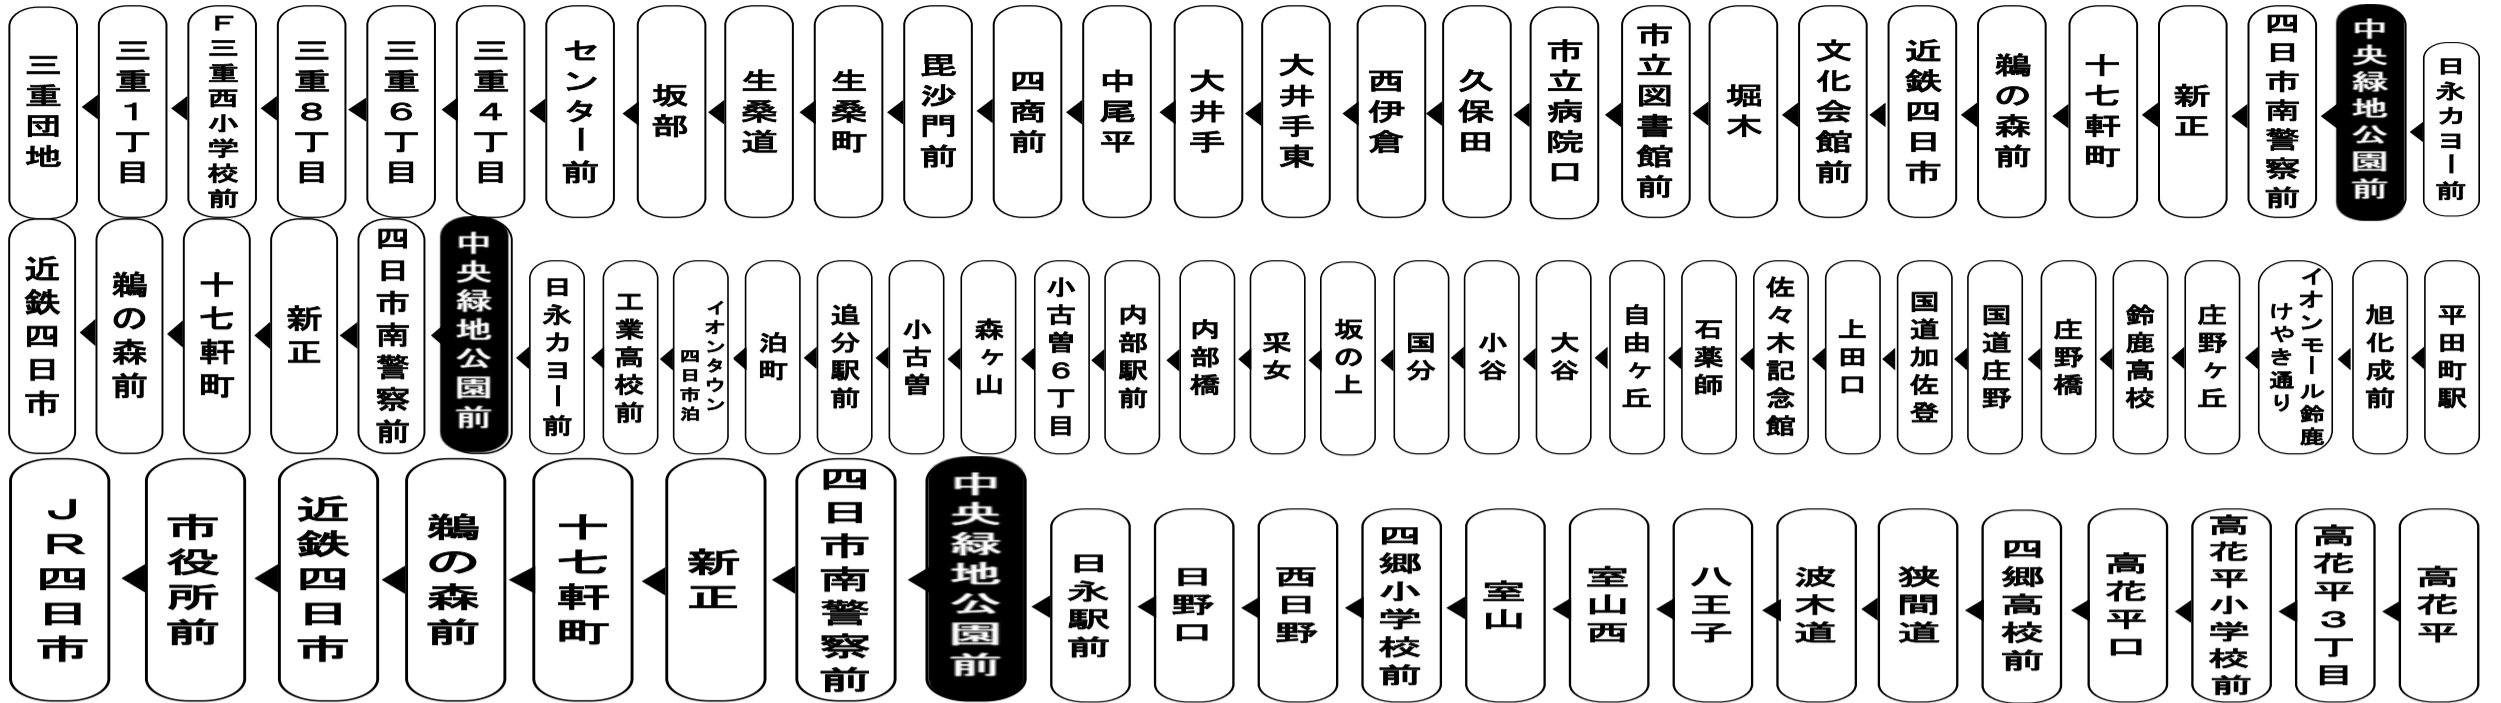 日永カヨー前
中央緑地公園前
四日市南警察前
新正
十七軒町
鵜の森前
近鉄四日市
文化会館前
堀木
市立図書館前
市立病院口
久保田
西伊倉
大井手東
大井手
中尾平
四商前
毘沙門前
生桑町
生桑道
坂部
センター前
三重4丁目
三重6丁目
三重8丁目
F三重西小学校前
三重1丁目
三重団地
平田町駅
旭化成前
イオンモール鈴鹿
けやき通り
庄野ヶ丘
鈴鹿高校
庄野橋
国道庄野
国道加佐登
上田口
佐々木記念館
石薬師
自由ヶ丘
大谷
小谷
国分
坂の上
采女
内部橋
内部駅前
小古曽6丁目
森ヶ山
小古曽
追分駅前
泊町
イオンタウン
四日市泊
工業高校前
日永カヨー前
中央緑地公園前
四日市南警察前
新正
十七軒町
鵜の森前
近鉄四日市
高花平
高花平3丁目
高花平小学校前
高花平口
四郷高校前
狭間道
波木道
八王子
室山西
室山
四郷小学校前
西日野
日野口
日永駅前
中央緑地公園前
四日市南警察前
新正
十七軒町
鵜の森前
近鉄四日市
市役所前
JR四日市